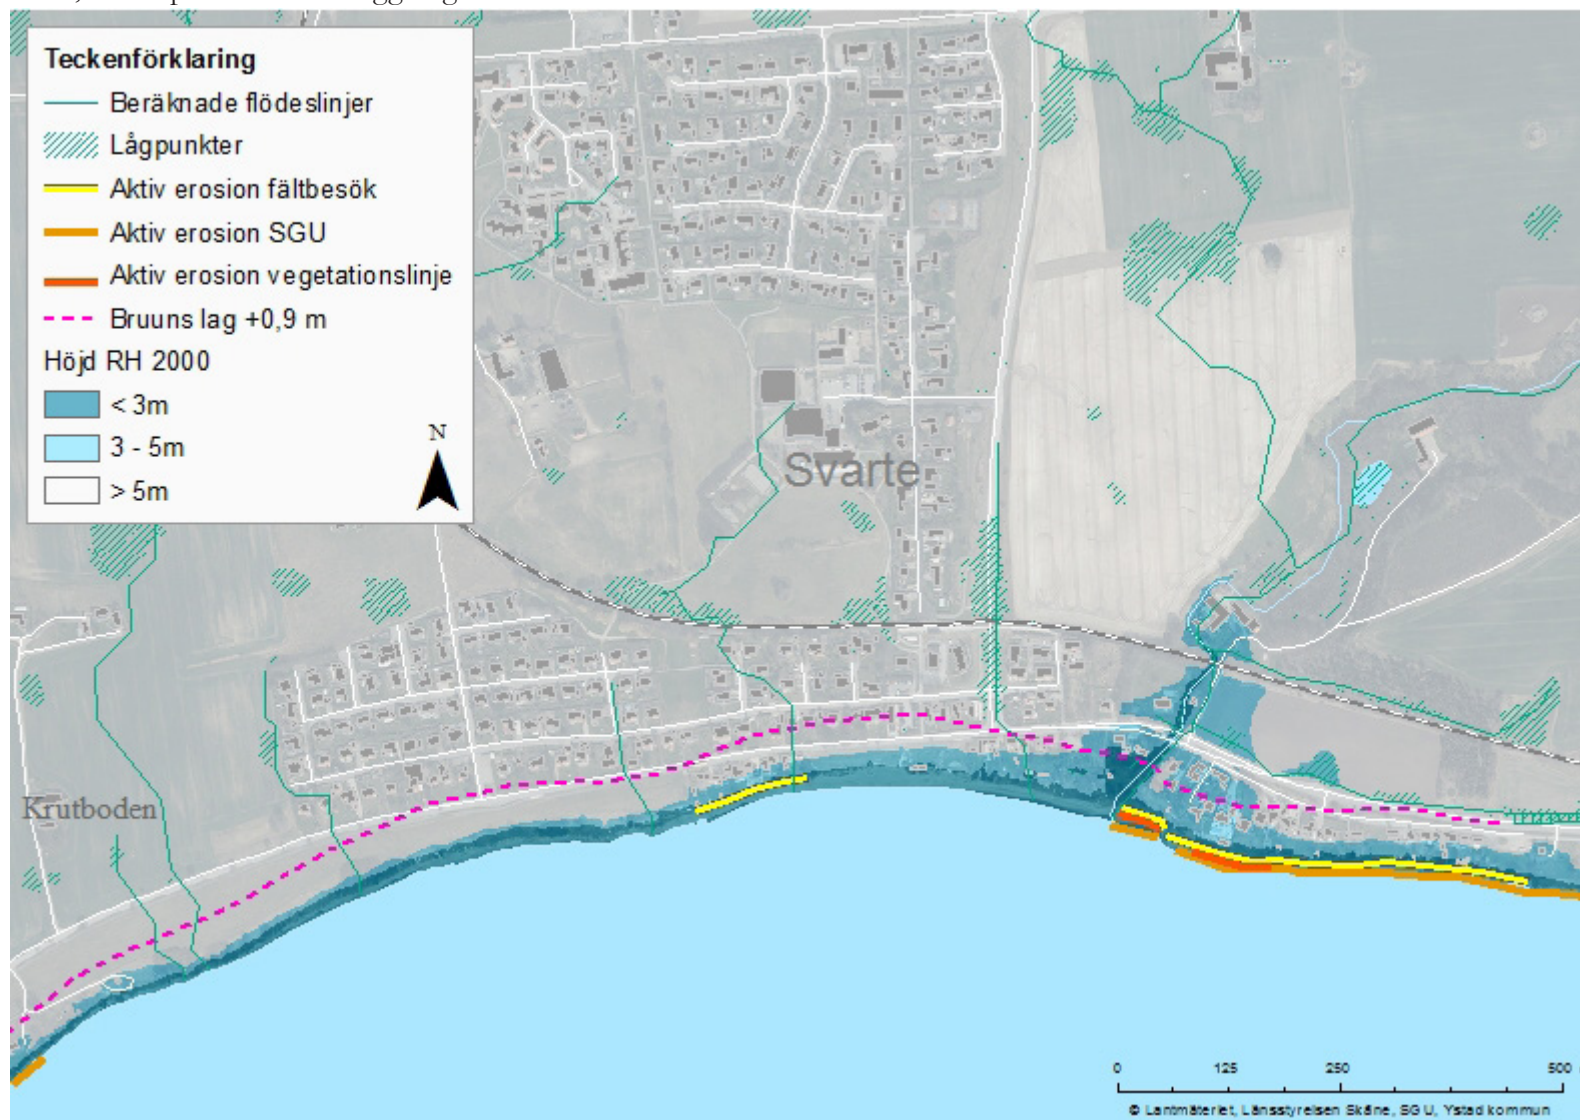 Teckenförklaring
Beräknade flödeslinjer
Lågpunkter
Aktiv erosion fältbesök
Aktiv erosion SGU
Aktiv erosion vegetationslinje
Bruuns lag +0,9 m
Höjd RH 2000
< 3m
3 - 5m
> 5m
N
Svarte
Krutboden
0 125 250 500
© Lantmäteriet, Länsstyrelsen Skåne, SGU, Ystad kommun